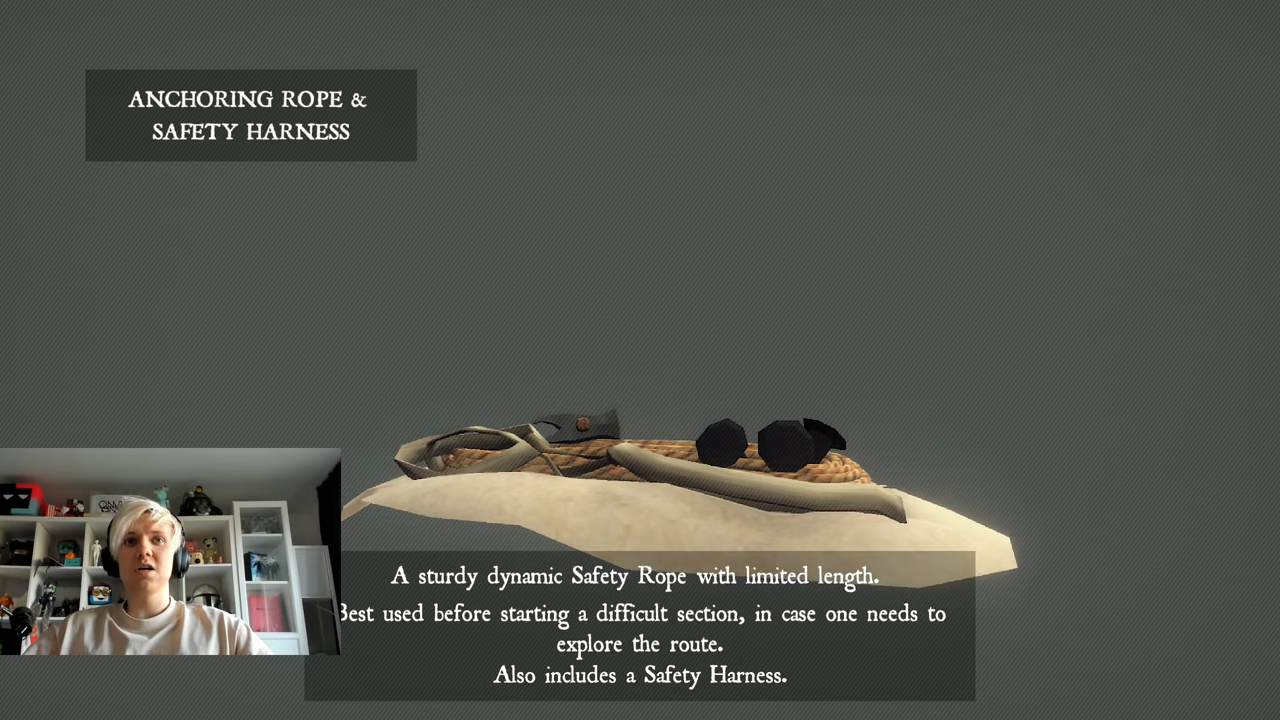 ANCHORING ROPE &
SAFETY HARNESS
A sturdy dynamic Safety Rope with limited length.
Best used before starting a difficult section, in case one needs to
explore the route.
Also includes a Safety Harness.